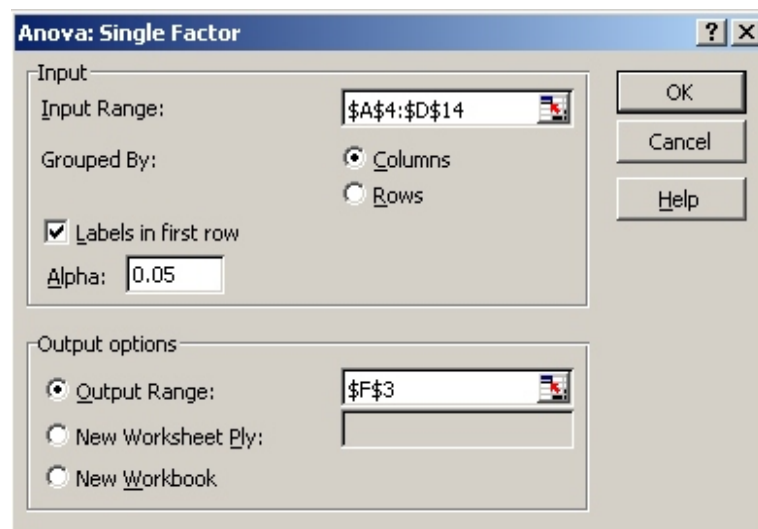 Anova: Single Factor
Input
Input Range:
$A$4:$D$14
Grouped By:
Columns
Rows
Labels in first row
Alpha:
0.05
OK
Cancel
Help
Output options
Output Range:
$F$3
New Worksheet Ply:
New Workbook